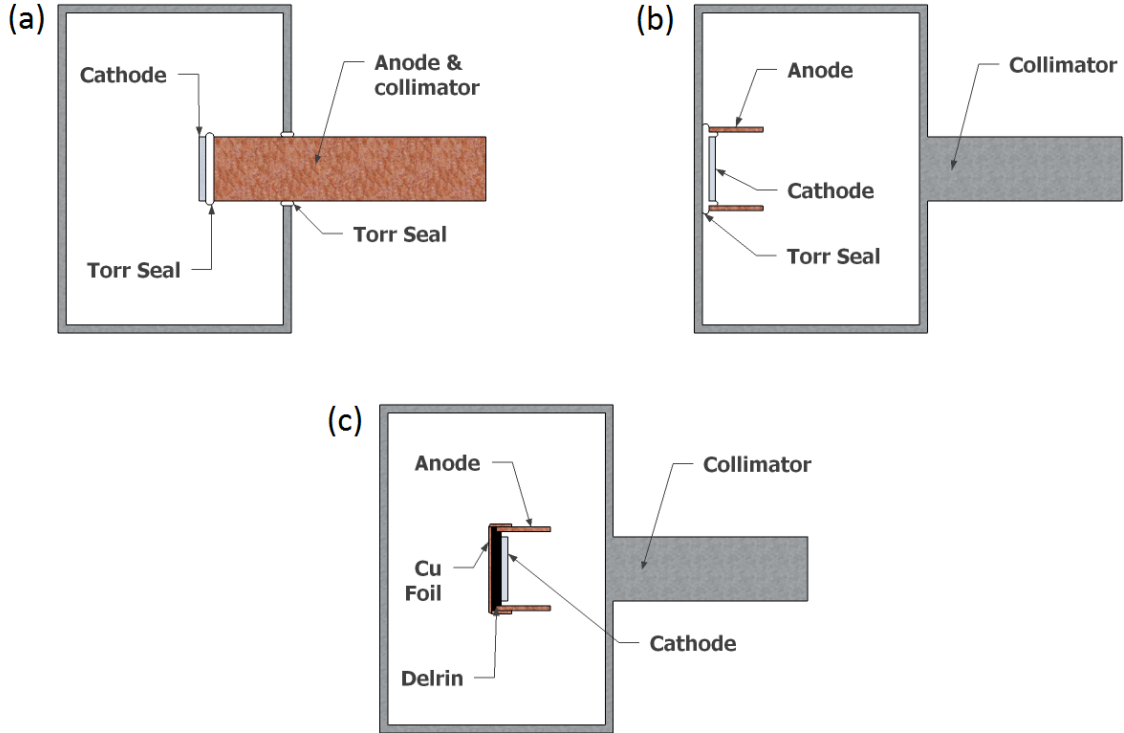 (a)
Cathode
Anode &
collimator
Torr Seal
Torr Seal
(b)
Anode
Collimator
Cathode
Torr Seal
(c)
Anode
Collimator
Cu
Foil
Cathode
Delrin